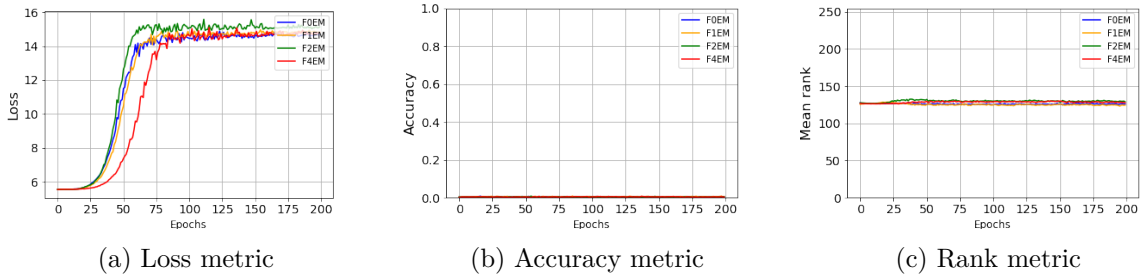 16
14
12
10
8
6
Loss
0
25
50
75
100
125
150
175
200
Epochs
F0EM
F1EM
F2EM
F4EM
(a) Loss metric
1.0
0.8
0.6
0.4
0.2
0.0
Accuracy
0
25
50
75
100
125
150
175
200
Epochs
F0EM
F1EM
F2EM
F4EM
(b) Accuracy metric
250
200
150
100
50
0
Mean rank
0
25
50
75
100
125
150
175
200
Epochs
F0EM
F1EM
F2EM
F4EM
(c) Rank metric